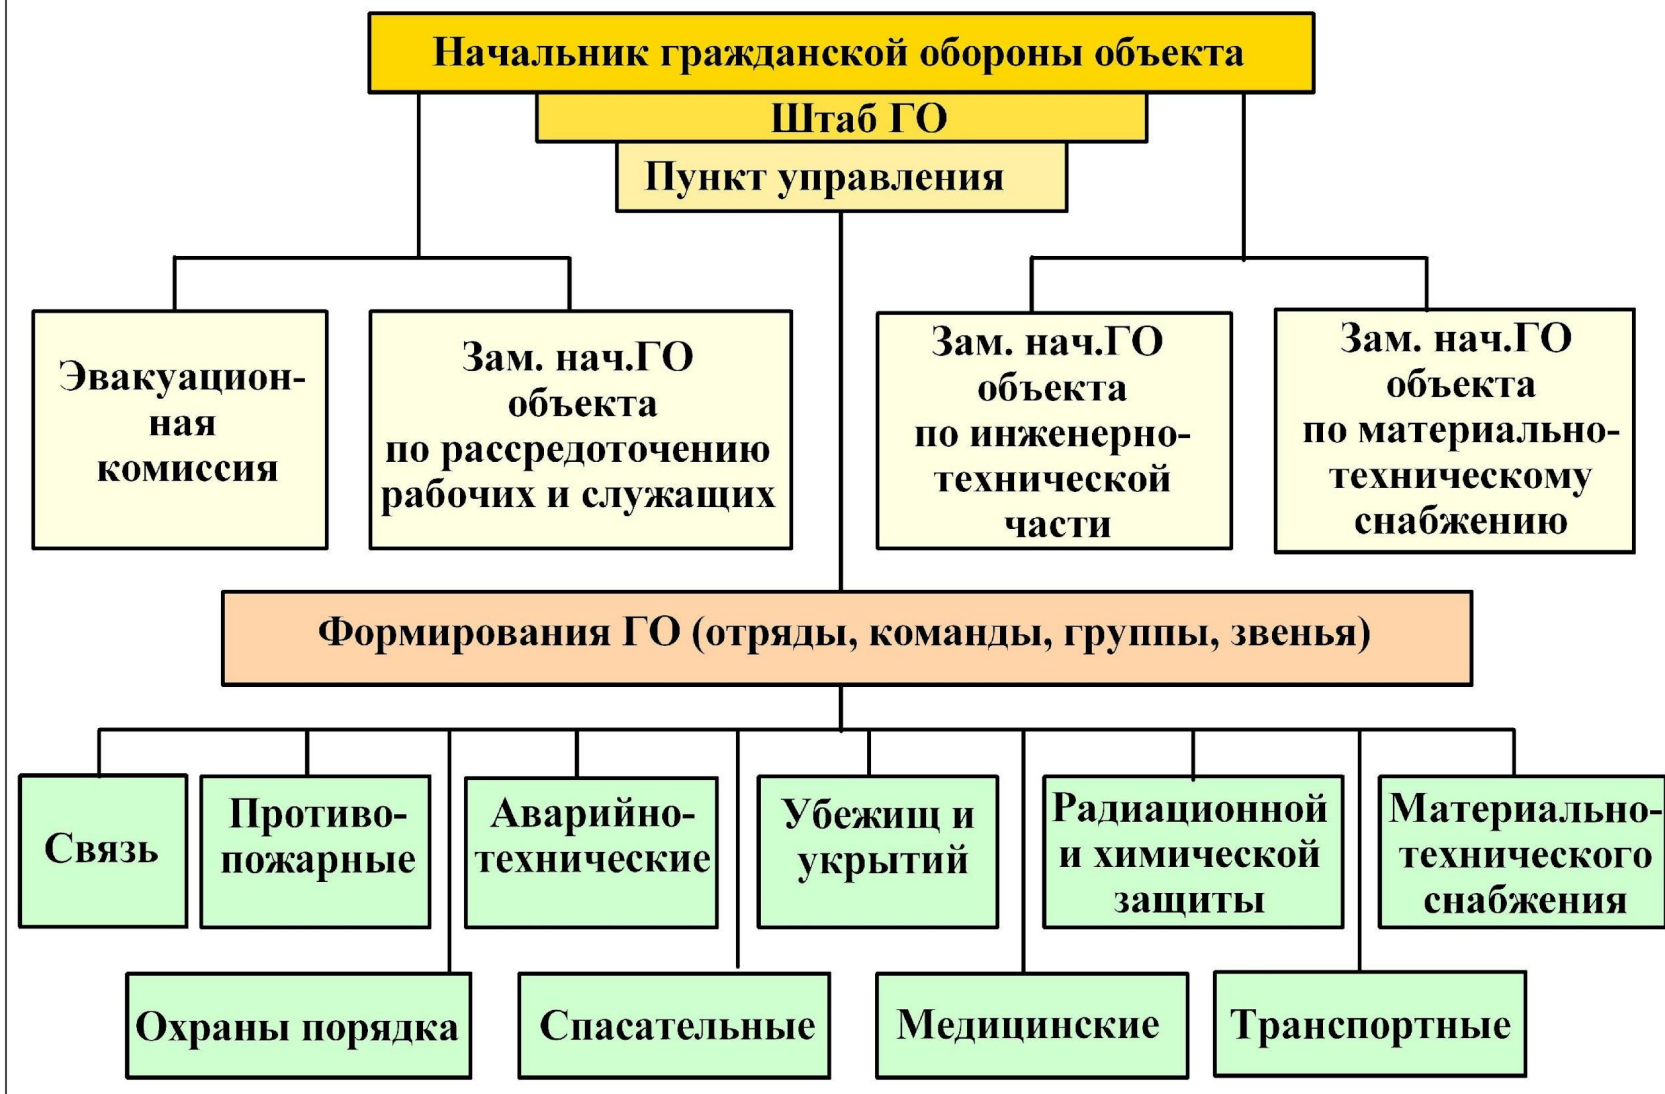 Начальник гражданской обороны объекта
Штаб ГО
Пункт управления
Эвакуацион-
ная
комиссия
Зам. нач.ГО
объекта
по рассредоточению
рабочих и служащих
Зам. нач.ГО
объекта
по инженерно-
технической
части
Зам. нач.ГО
объекта
по материально-
техническому
снабжению
Формирования ГО (отряды, команды, группы, звенья)
Связь
Противо-
пожарные
Аварийно-
технические
Убежищ и
укрытий
Радиационной
и химической
защиты
Материально-
технического
снабжения
Охраны порядка
Спасательные
Медицинские
Транспортные